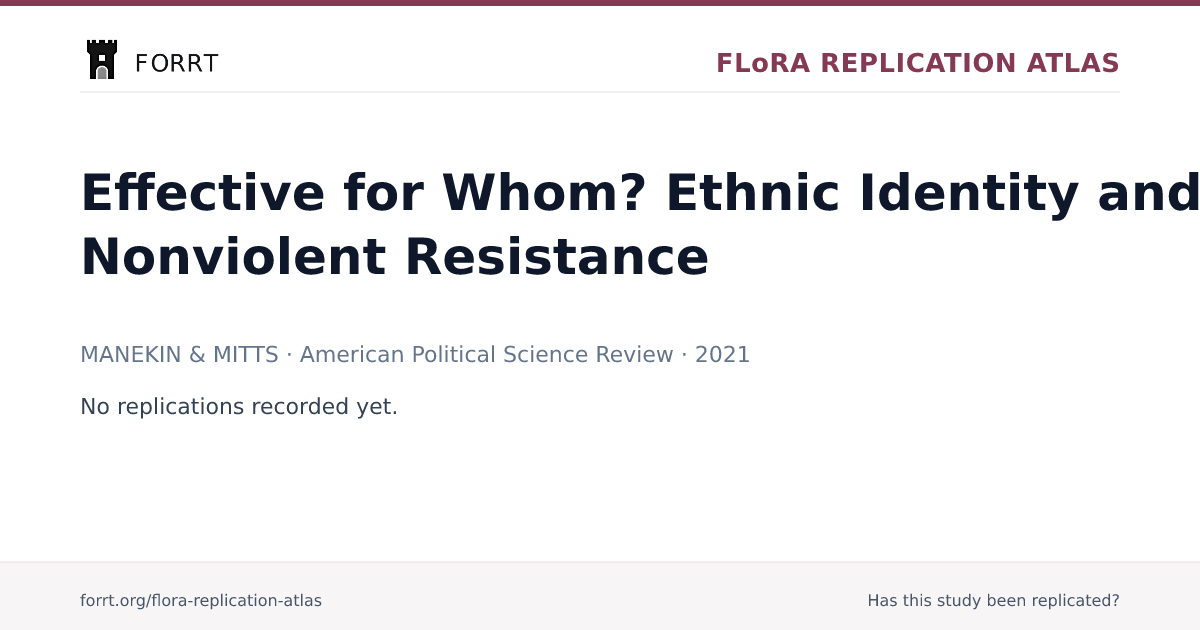 FORRT
FLoRA REPLICATION ATLAS
Effective for Whom? Ethnic Identity and
Nonviolent Resistance
MANEKIN & MITTS · American Political Science Review · 2021
No replications recorded yet.
forrt.org/flora-replication-atlas
Has this study been replicated?